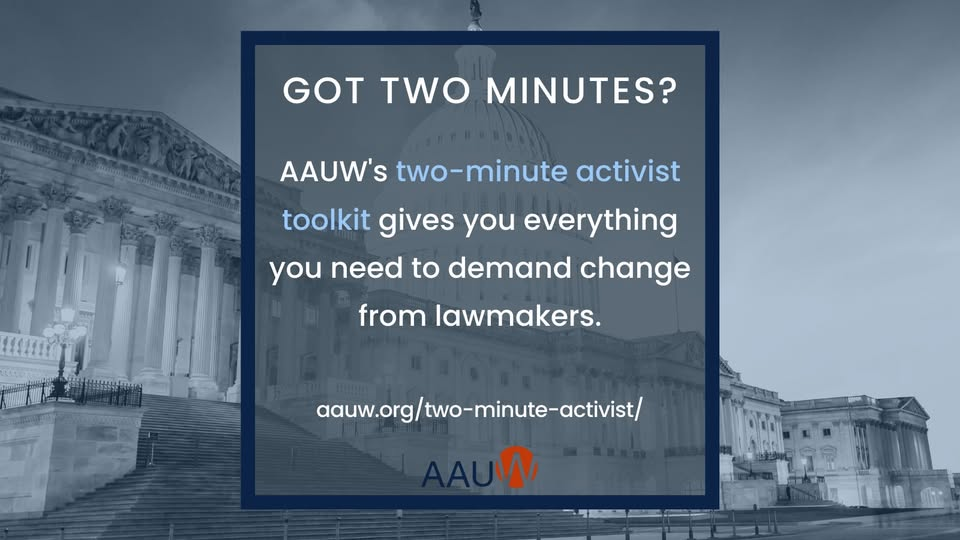 GOT TWO MINUTES?
AAUW's two-minute activist
toolkit gives you everything
you need to demand change
from lawmakers.
aauw.org/two-minute-activist/
AAUW